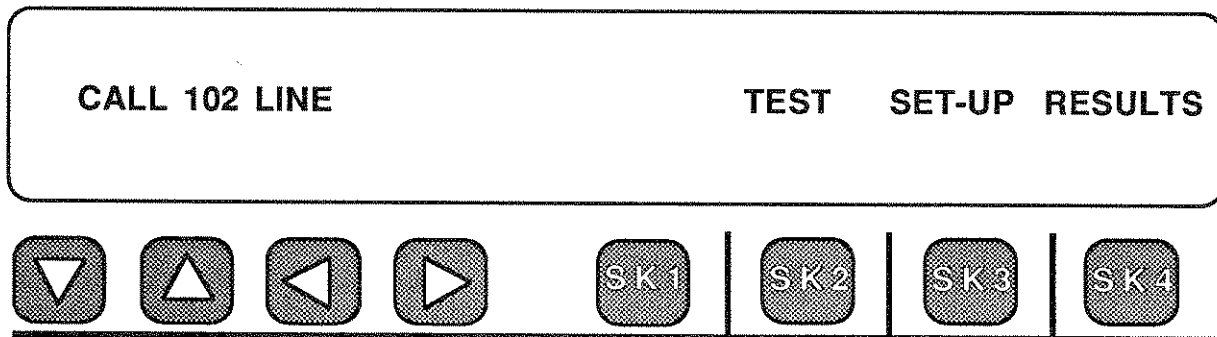 CALL 102 LINE TEST SET-UP RESULTS
SK1 SK2 SK3 SK4